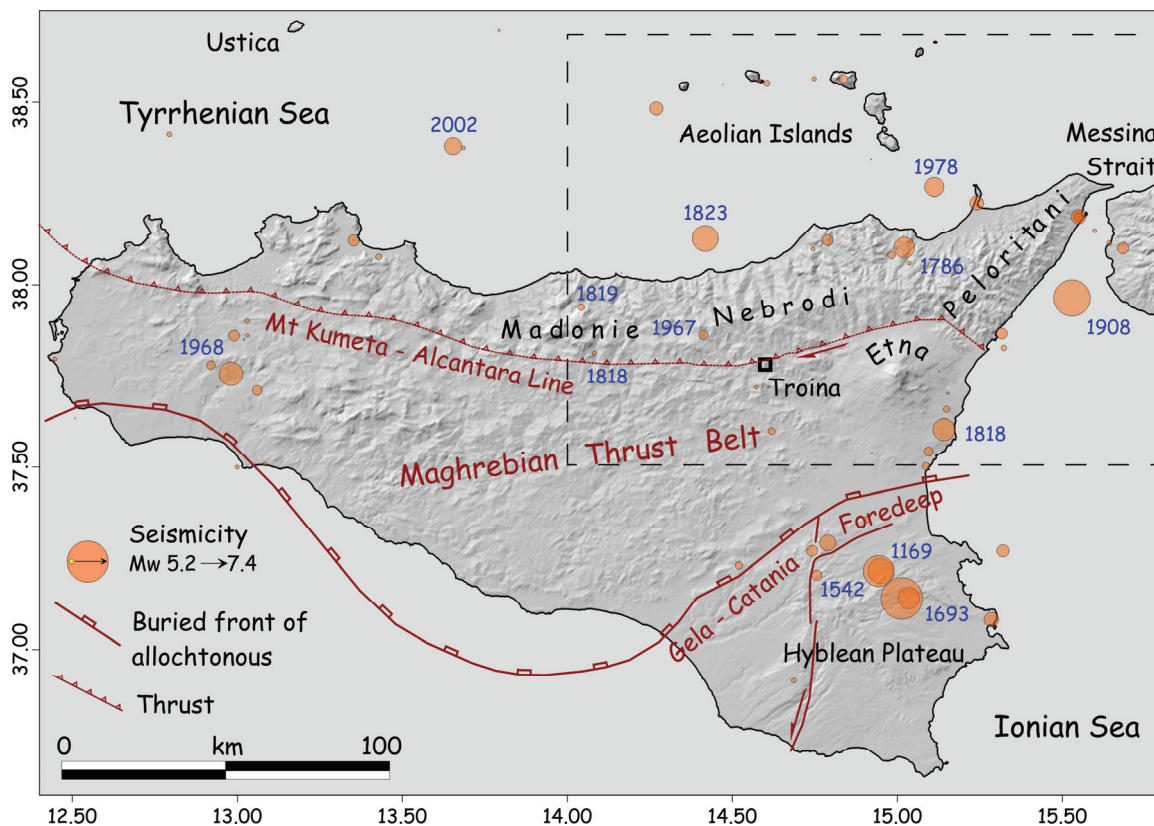 Ustica
Tyrrhenian Sea
2002
Aeolian Islands
Messina
Strait
1978
1823
1786
Peloritani
1908
1819
Madonie
1967
Nebrodi
Etna
1968
Mt Kumeta - Alcantara Line
1818
Troina
Maghrebian Thrust Belt
1818
Gela - Catania
Foredeep
1169
1542
1693
Hyblean Plateau
Ionian Sea
Seismicity
Mw 5.2 → 7.4
Buried front of
allochtonous
Thrust
0 km 100
38.50
38.00
37.50
37.00
12.50 13.00 13.50 14.00 14.50 15.00 15.50